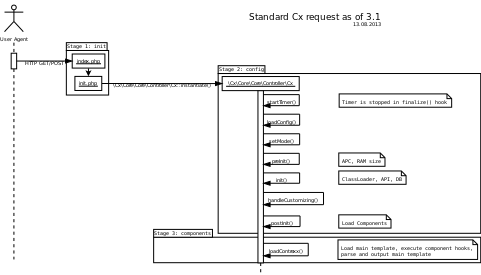 Standard Cx request as of 3.1
13.08.2013
User Agent
Stage 1: init
HTTP GET/POST
index.php
init.php
\Cx\Core\Core\Controller\Cx::instanciate()
Stage 2: config
\Cx\Core\Core\Controller\Cx
startTimer()
Timer is stopped in finalize() hook
loadConfig()
setMode()
preInit()
APC, RAM size
init()
ClassLoader, API, DB
handleCustomizing()
postInit()
Load Components
Stage 3: components
loadContrexx()
Load main template, execute component hooks,
parse and output main template